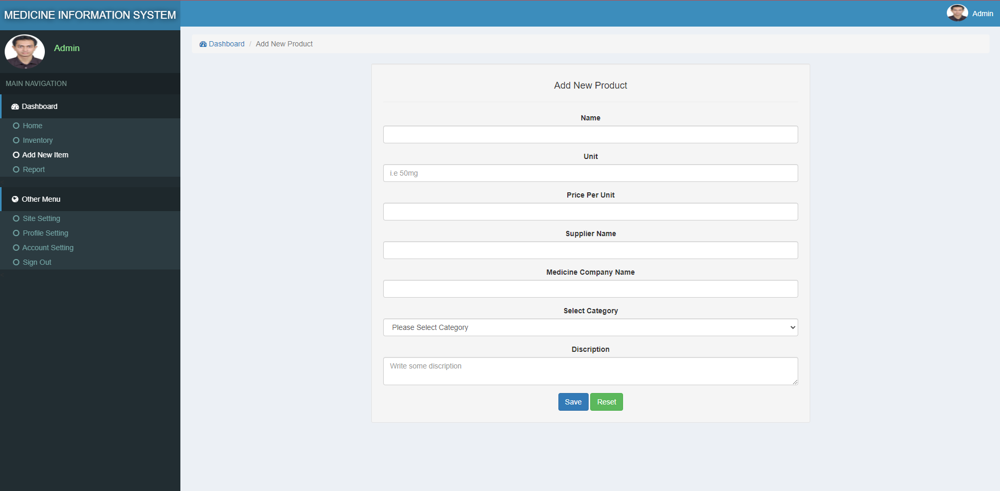 MEDICINE INFORMATION SYSTEM
Admin
Admin
MAIN NAVIGATION
Dashboard
Home
Inventory
Add New Item
Report
Other Menu
Site Setting
Profile Setting
Account Setting
Sign Out
Dashboard / Add New Product
Add New Product
Name
Unit
i.e 50mg
Price Per Unit
Supplier Name
Medicine Company Name
Select Category
Please Select Category
Discription
Write some discription
Save Reset